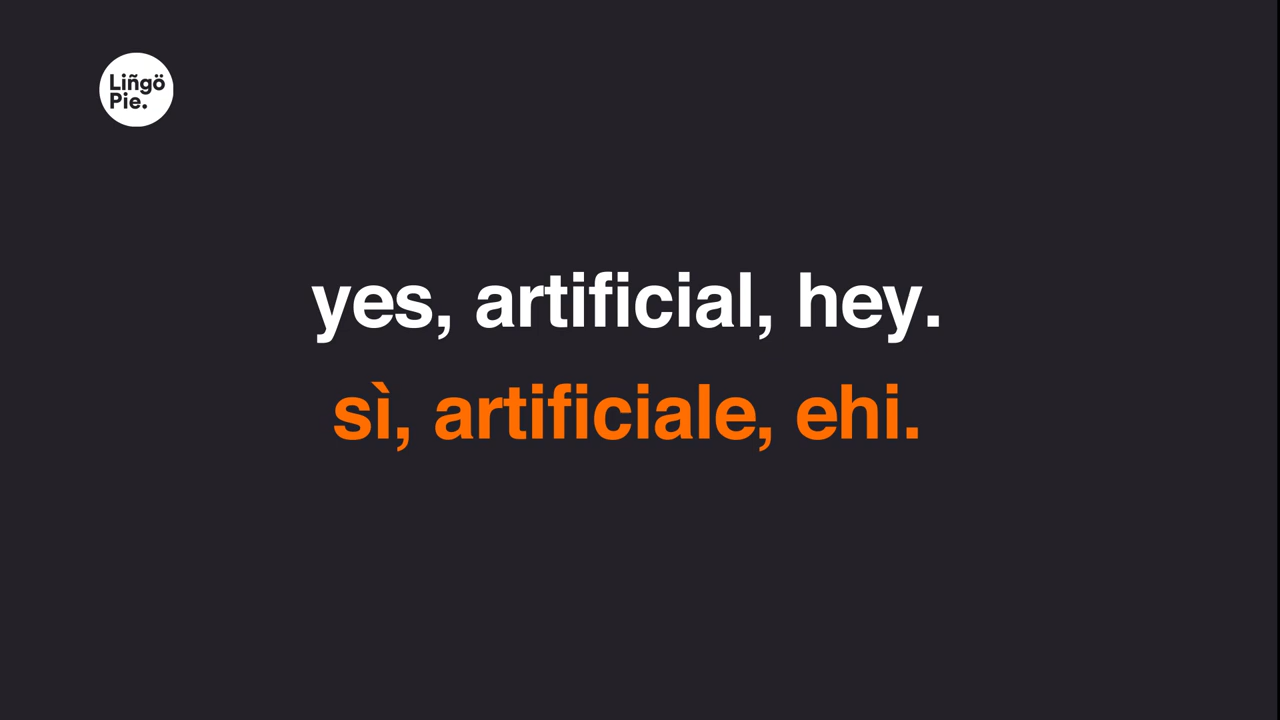 Liñgö
Pie.
yes, artificial, hey.
sì, artificiale, ehi.